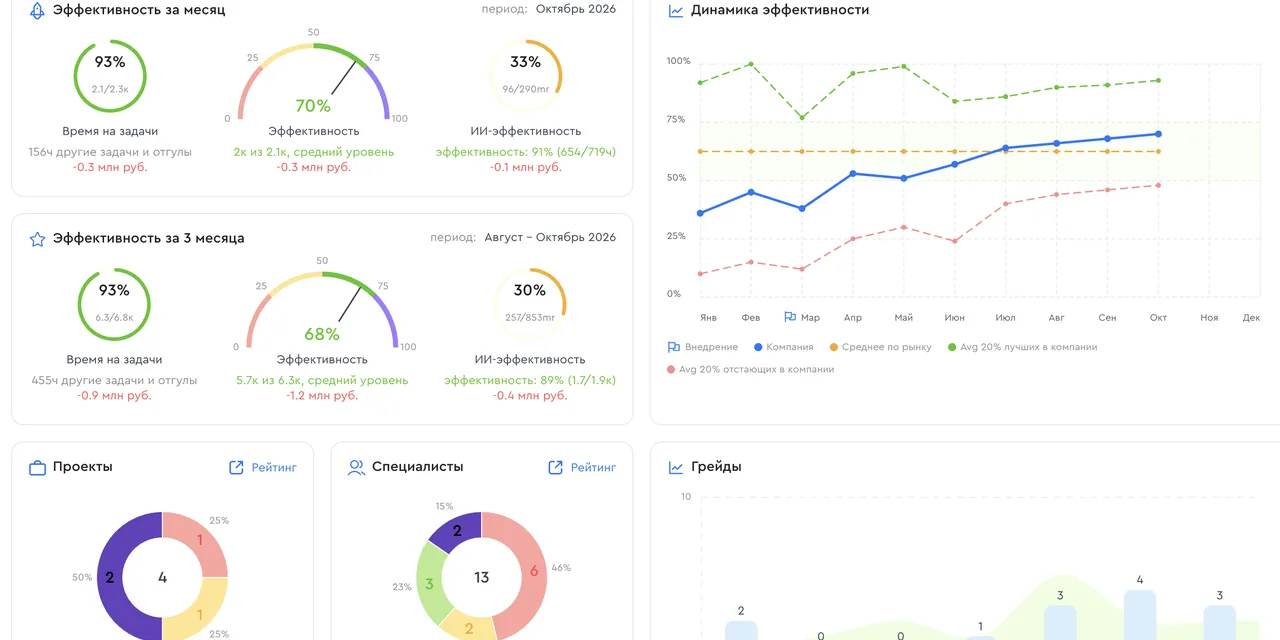 Эффективность за месяц
период: Октябрь 2026
93%
2.1/2.3к
Время на задачи
156ч другие задачи и отгулы
-0.3 млн руб.
0
25
50
75
100
70%
Эффективность
2к из 2.1к, средний уровень
-0.3 млн руб.
33%
96/290mr
ИИ-эффективность
эффективность: 91% (654/719ч)
-0.1 млн руб.
Динамика эффективности
100%
75%
50%
25%
0%
Янв Фев Мар Апр Май Июн Июл Авг Сен Окт Ноя Дек
Внедрение Компания Среднее по рынку Avg 20% лучших в компании
Avg 20% отстающих в компании
Эффективность за 3 месяца
период: Август – Октябрь 2026
93%
6.3/6.8к
Время на задачи
455ч другие задачи и отгулы
-0.9 млн руб.
0
25
50
75
100
68%
Эффективность
5.7к из 6.3к, средний уровень
-1.2 млн руб.
30%
257/853mr
ИИ-эффективность
эффективность: 89% (1.7/1.9к)
-0.4 млн руб.
Проекты
Рейтинг
25%
1
50%
2
4
1
25%
Специалисты
Рейтинг
15%
2
6
46%
23%
3
13
2
Грейды
10
2
0
0
1
3
4
3